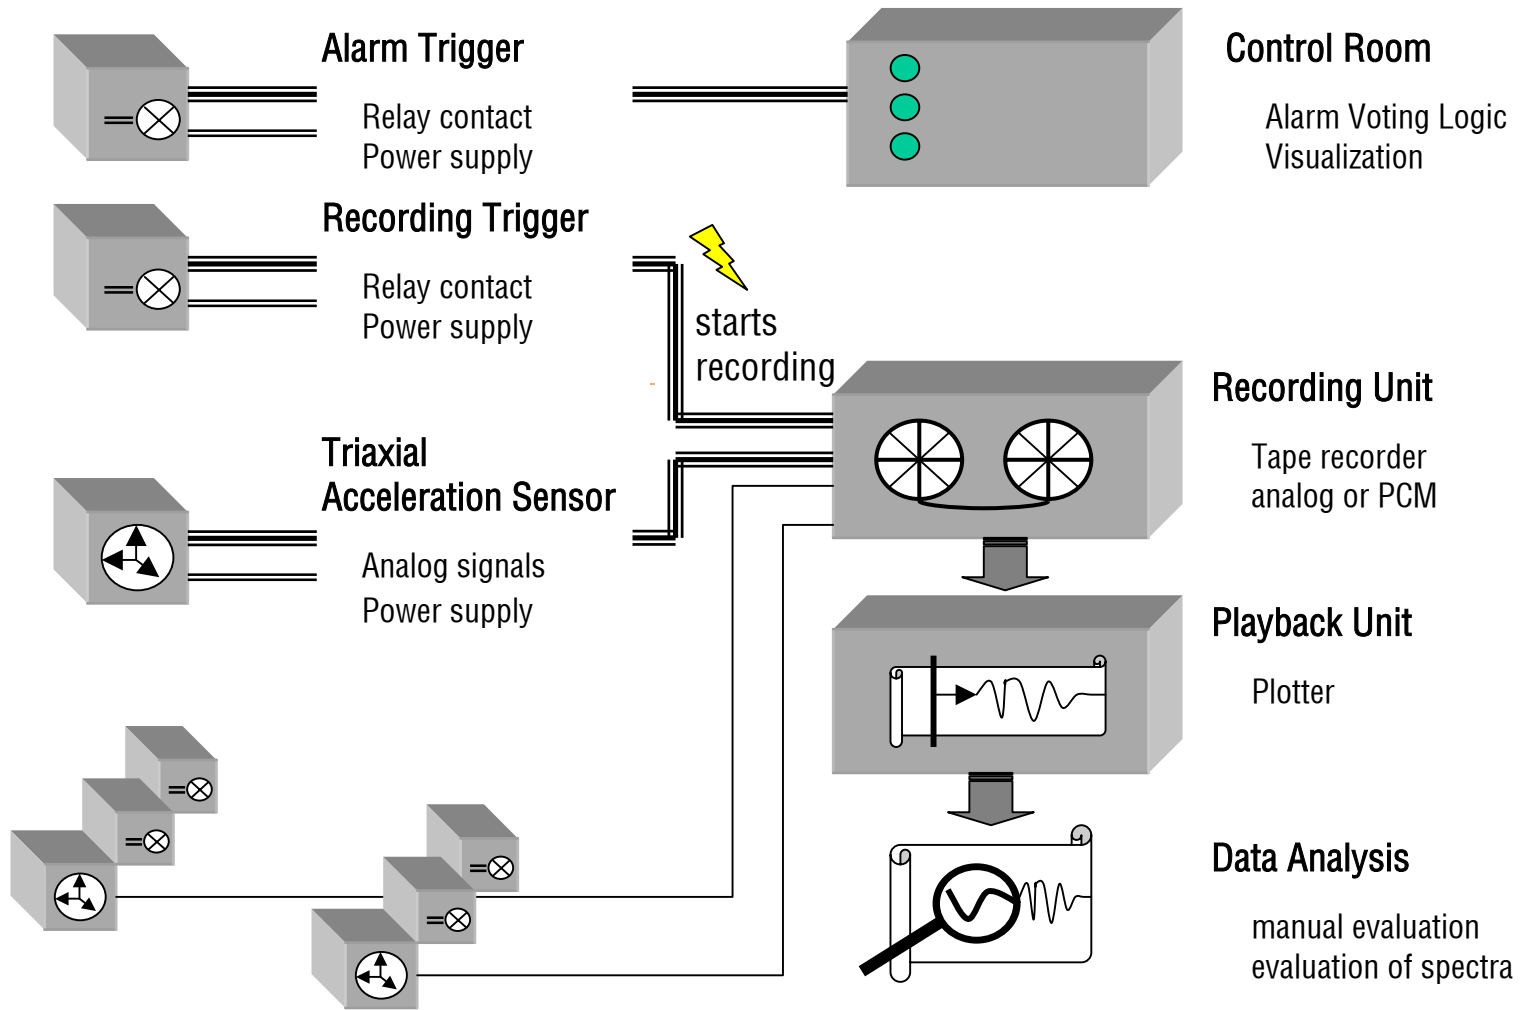 Alarm Trigger
Relay contact
Power supply
Control Room
Alarm Voting Logic
Visualization
Recording Trigger
Relay contact
Power supply
starts
recording
Recording Unit
Tape recorder
analog or PCM
Triaxial
Acceleration Sensor
Analog signals
Power supply
Playback Unit
Plotter
Data Analysis
manual evaluation
evaluation of spectra